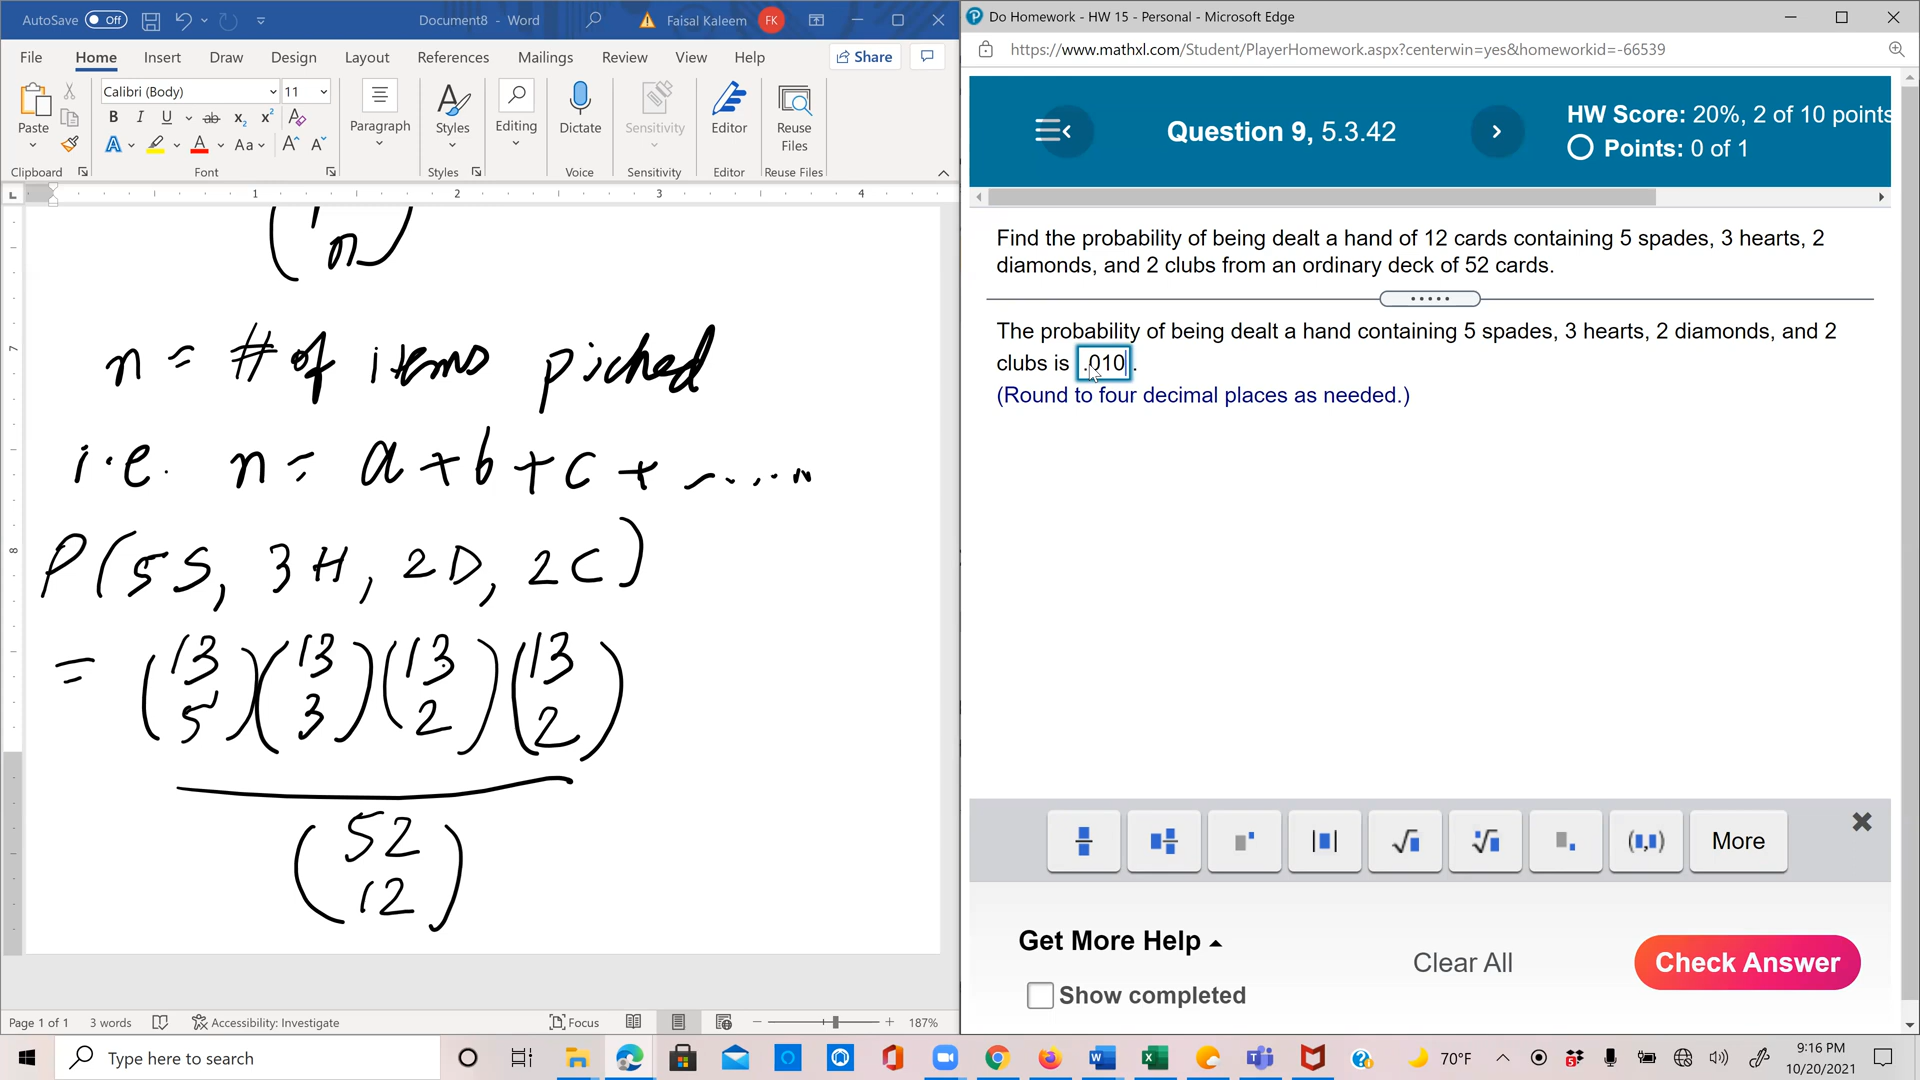 AutoSave Off Document8 - Word Faisal Kaleem FK
File Home Insert Draw Design Layout References Mailings Review View Help Share
Calibri (Body) 11
Paste Paragraph Styles Editing Dictate Sensitivity Editor Reuse Files
Clipboard Font Styles Voice Sensitivity Editor Reuse Files
1 2 3 4
n
n = # of items picked
i.e. n = a + b + c + ....
P(5S, 3H, 2D, 2C)
= (13 5)(13 3)(13 2)(13 2)
(52 12)
7
8
Page 1 of 1 3 words Accessibility: Investigate Focus 187%
Do Homework - HW 15 - Personal - Microsoft Edge
https://www.mathxl.com/Student/PlayerHomework.aspx?centerwin=yes&homeworkid=-66539
Question 9, 5.3.42
HW Score: 20%, 2 of 10 points
Points: 0 of 1
Find the probability of being dealt a hand of 12 cards containing 5 spades, 3 hearts, 2
diamonds, and 2 clubs from an ordinary deck of 52 cards.
The probability of being dealt a hand containing 5 spades, 3 hearts, 2 diamonds, and 2
clubs is .010.
(Round to four decimal places as needed.)
More
Get More Help
Clear All
Check Answer
Show completed
Type here to search
70°F
9:16 PM
10/20/2021